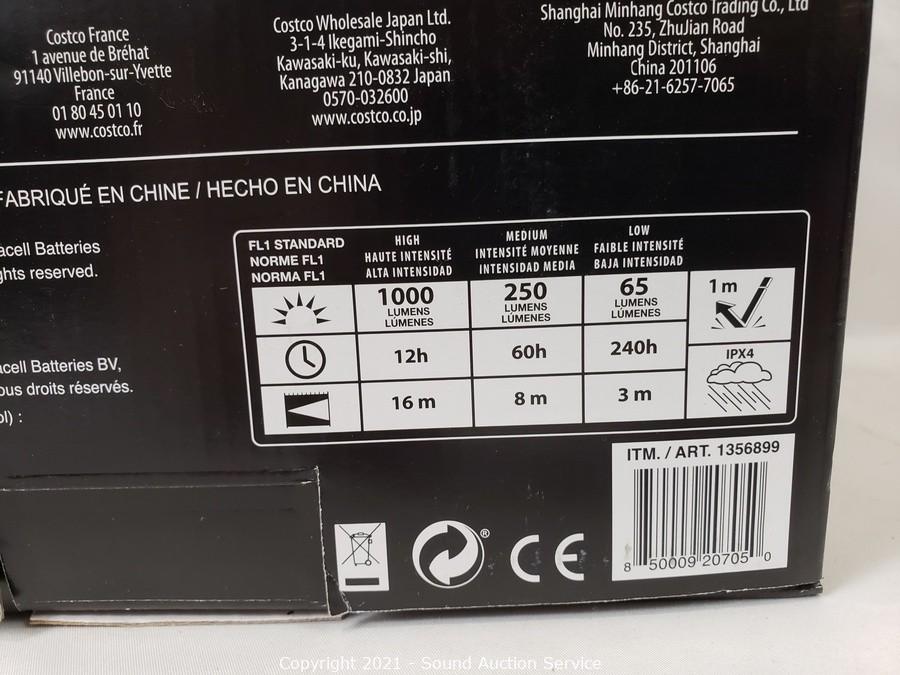 Costco France
1 avenue de Bréhat
91140 Villebon-sur-Yvette
France
01 80 45 01 10
www.costco.fr
Costco Wholesale Japan Ltd.
3-1-4 Ikegami-Shincho
Kawasaki-ku, Kawasaki-shi,
Kanagawa 210-0832 Japan
0570-032600
www.costco.co.jp
Shanghai Minhang Costco Trading Co., Ltd
No. 235, ZhuJian Road
Minhang District, Shanghai
China 201106
+86-21-6257-7065
FABRIQUÉ EN CHINE / HECHO EN CHINA
acell Batteries
ghts reserved.
acell Batteries BV,
ous droits réservés.
ol) :
FL1 STANDARD
NORME FL1
NORMA FL1
HIGH
HAUTE INTENSITÉ
ALTA INTENSIDAD
MEDIUM
INTENSITÉ MOYENNE
INTENSIDAD MEDIA
LOW
FAIBLE INTENSITÉ
BAJA INTENSIDAD
1000
LUMENS
LÚMENES
250
LUMENS
LÚMENES
65
LUMENS
LÚMENES
1 m
12h
60h
240h
IPX4
16 m
8 m
3 m
ITM. / ART. 1356899
8 50009 20705 0
®
CE
Copyright 2021 - Sound Auction Service